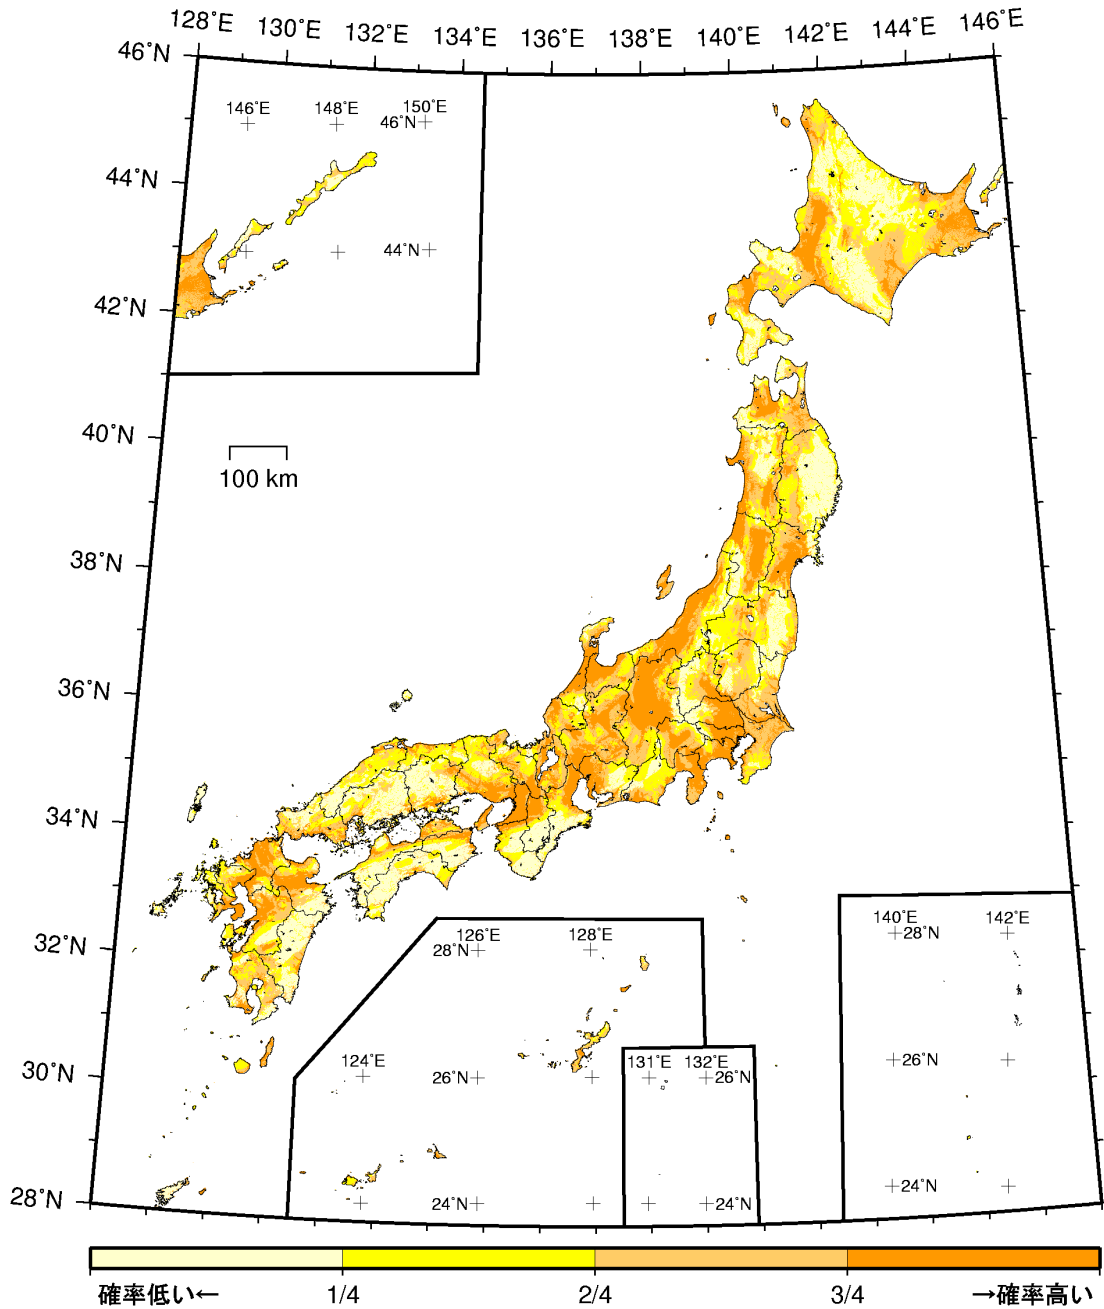 128°E 130°E 132°E 134°E 136°E 138°E 140°E 142°E 144°E 146°E
46°N
146°E 148°E 150°E
46°N
44°N
44°N
42°N
40°N
100 km
38°N
36°N
34°N
32°N
126°E 128°E
28°N
140°E 142°E
28°N
30°N
124°E
26°N
131°E 132°E
26°N
26°N
28°N
24°N
24°N
24°N
確率低い← 1/4 2/4 3/4 →確率高い